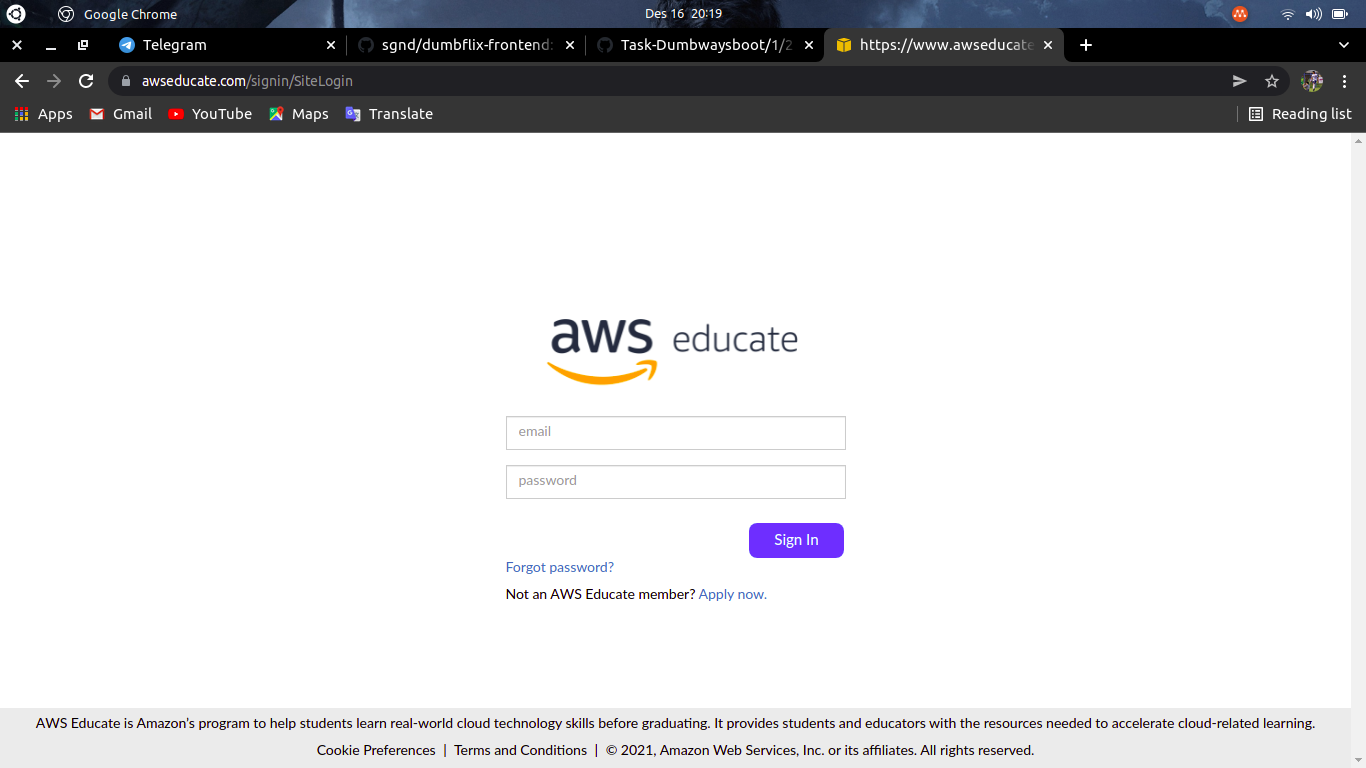 Google Chrome Des 16 20:19
Telegram sgnd/dumbflix-frontend: Task-Dumbwaysboot/1/2 https://www.awseducate
awseducate.com/signin/SiteLogin
Apps Gmail YouTube Maps Translate Reading list
aws educate
email
password
Sign In
Forgot password?
Not an AWS Educate member? Apply now.
AWS Educate is Amazon's program to help students learn real-world cloud technology skills before graduating. It provides students and educators with the resources needed to accelerate cloud-related learning.
Cookie Preferences | Terms and Conditions | © 2021, Amazon Web Services, Inc. or its affiliates. All rights reserved.